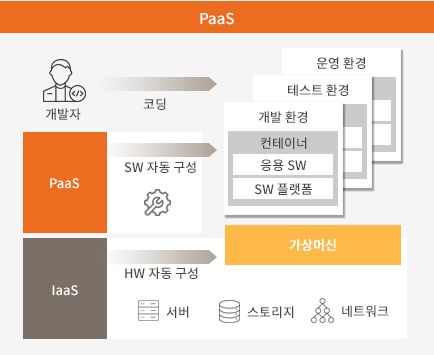 PaaS
운영 환경
테스트 환경
개발 환경
컨테이너
응용 SW
SW 플랫폼
개발자
코딩
PaaS
SW 자동 구성
IaaS
HW 자동 구성
가상머신
서버
스토리지
네트워크